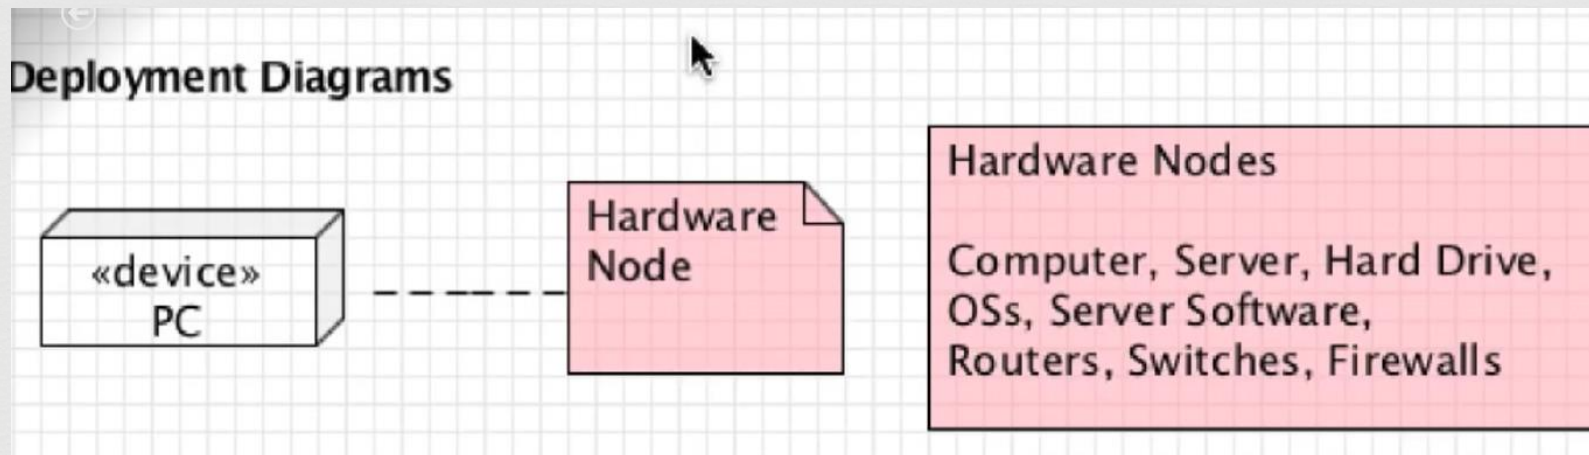 Deployment Diagrams
«device»
PC
Hardware
Node
Hardware Nodes
Computer, Server, Hard Drive,
OSs, Server Software,
Routers, Switches, Firewalls